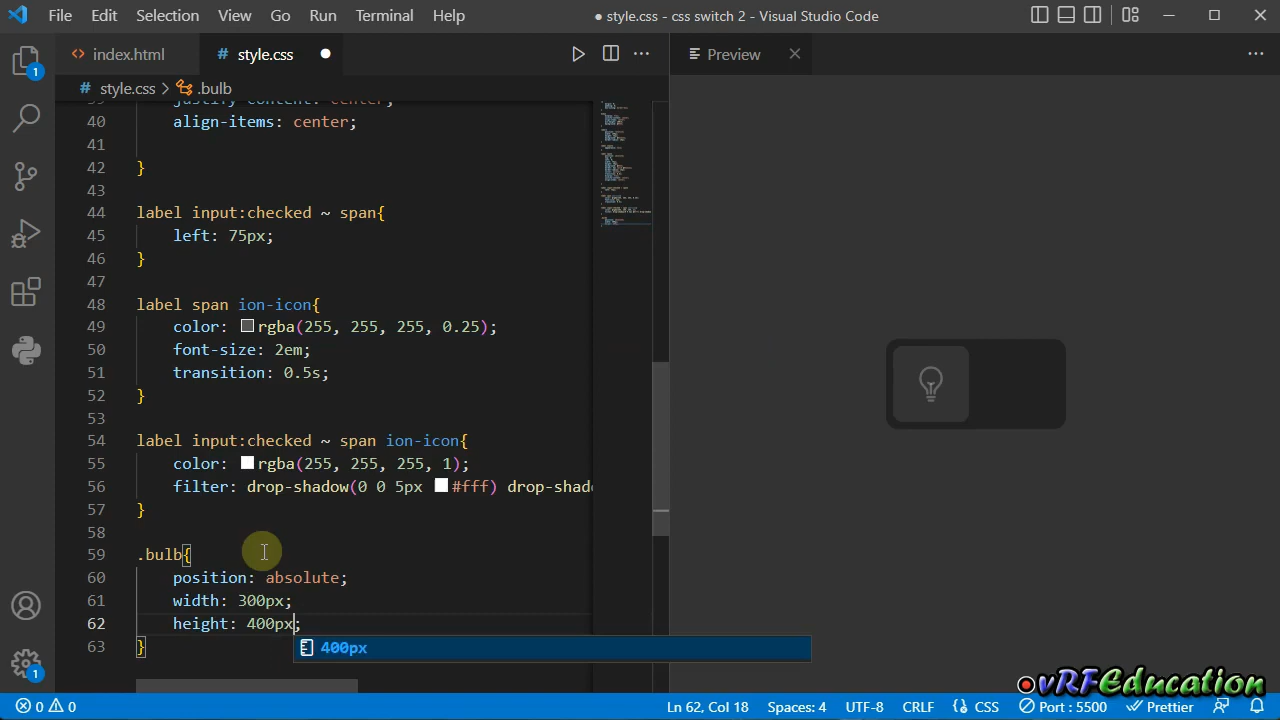 File Edit Selection View Go Run Terminal Help ● style.css - css switch 2 - Visual Studio Code
<> index.html # style.css ● Preview
# style.css > .bulb
justify-content: center;
40 align-items: center;
41
42 }
43
44 label input:checked ~ span{
45 left: 75px;
46 }
47
48 label span ion-icon{
49 color: rgba(255, 255, 255, 0.25);
50 font-size: 2em;
51 transition: 0.5s;
52 }
53
54 label input:checked ~ span ion-icon{
55 color: rgba(255, 255, 255, 1);
56 filter: drop-shadow(0 0 5px #fff) drop-shado
57 }
58
59 .bulb{
60 position: absolute;
61 width: 300px;
62 height: 400px;
400px
63 }
1
1
vRFEducation
0 0 Ln 62, Col 18 Spaces: 4 UTF-8 CRLF {} CSS Port : 5500 Prettier